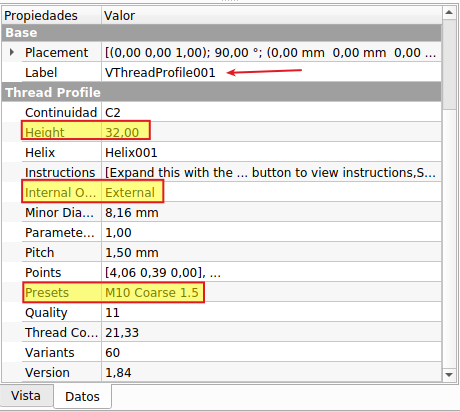 Propiedades Valor
Base
Placement [(0,00 0,00 1,00); 90,00 °; (0,00 mm 0,00 mm 0,00 ...
Label VThreadProfile001
Thread Profile
Continuidad C2
Height 32,00
Helix Helix001
Instructions [Expand this with the ... button to view instructions,S...
Internal O... External
Minor Dia... 8,16 mm
Paramete... 1,00
Pitch 1,50 mm
Points [4,06 0,39 0,00], ...
Presets M10 Coarse 1.5
Quality 11
Thread Co... 21,33
Variants 60
Version 1,84
Vista Datos